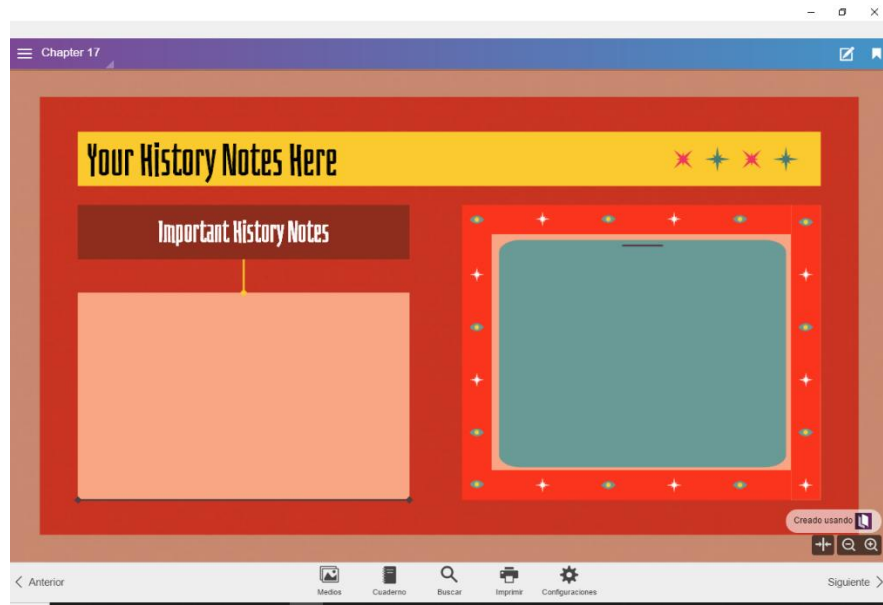 Chapter 17
Your History Notes Here
Important History Notes
Creado usando
Anterior
Medios
Cuaderno
Buscar
Imprimir
Configuraciones
Siguiente